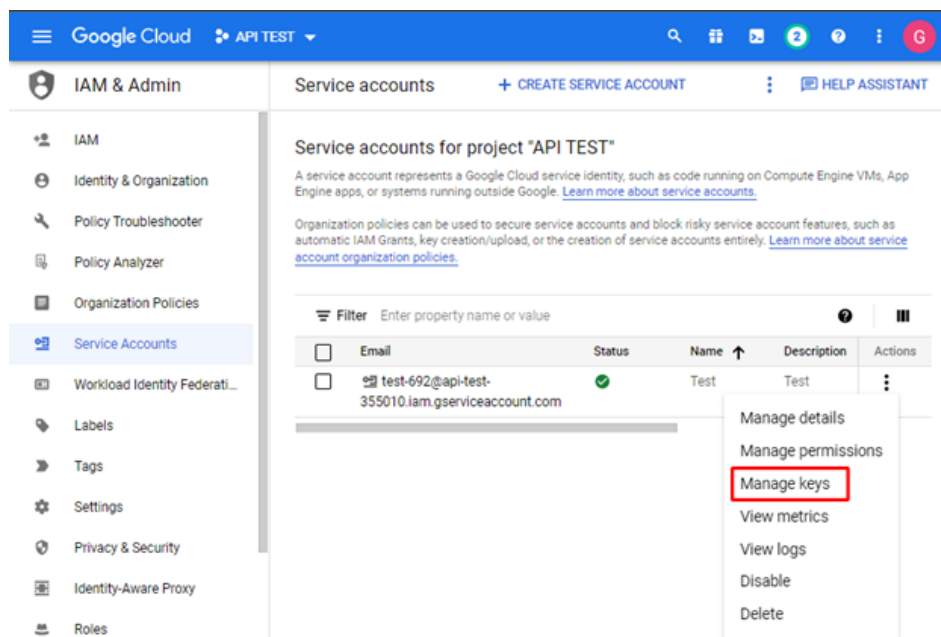 Google Cloud API TEST 2 G
IAM & Admin
Service accounts + CREATE SERVICE ACCOUNT HELP ASSISTANT
IAM
Identity & Organization
Policy Troubleshooter
Policy Analyzer
Organization Policies
Service Accounts
Workload Identity Federati...
Labels
Tags
Settings
Privacy & Security
Identity-Aware Proxy
Roles
Service accounts for project "API TEST"
A service account represents a Google Cloud service identity, such as code running on Compute Engine VMs, App
Engine apps, or systems running outside Google. Learn more about service accounts.
Organization policies can be used to secure service accounts and block risky service account features, such as
automatic IAM Grants, key creation/upload, or the creation of service accounts entirely. Learn more about service
account organization policies.
Filter Enter property name or value
Email Status Name Description Actions
test-692@api-test- Test Test
355010.iam.gserviceaccount.com
Manage details
Manage permissions
Manage keys
View metrics
View logs
Disable
Delete